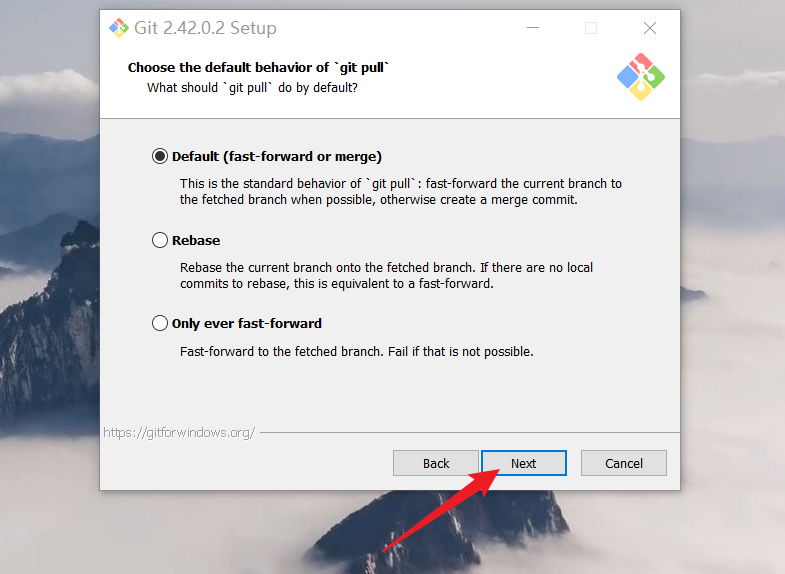 Git 2.42.0.2 Setup
Choose the default behavior of `git pull`
What should `git pull` do by default?
Default (fast-forward or merge)
This is the standard behavior of `git pull`: fast-forward the current branch to
the fetched branch when possible, otherwise create a merge commit.
Rebase
Rebase the current branch onto the fetched branch. If there are no local
commits to rebase, this is equivalent to a fast-forward.
Only ever fast-forward
Fast-forward to the fetched branch. Fail if that is not possible.
https://gitforwindows.org/
Back Next Cancel